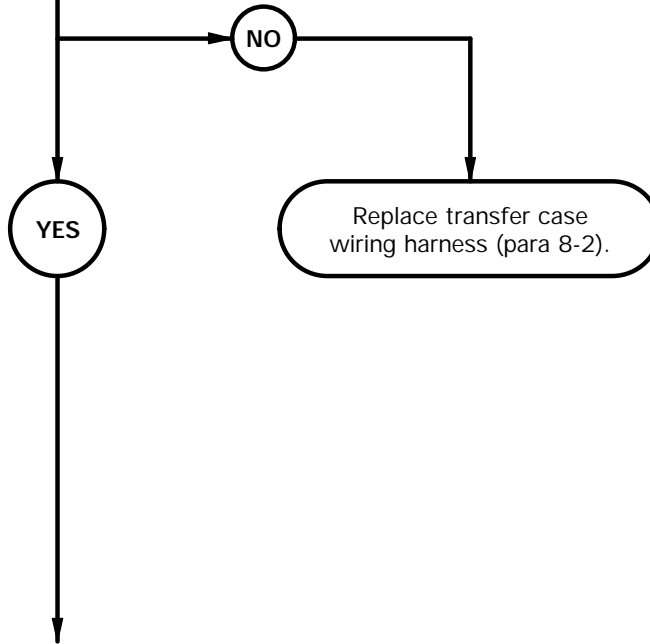 NO
YES
Replace transfer case
wiring harness (para 8-2).